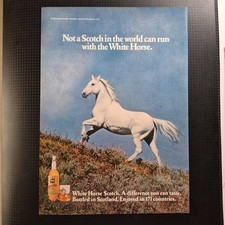 Not a Scotch in the world can run
with the White Horse.
White Horse Scotch. A difference you can taste.
Bottled in Scotland. Enjoyed in 171 countries.